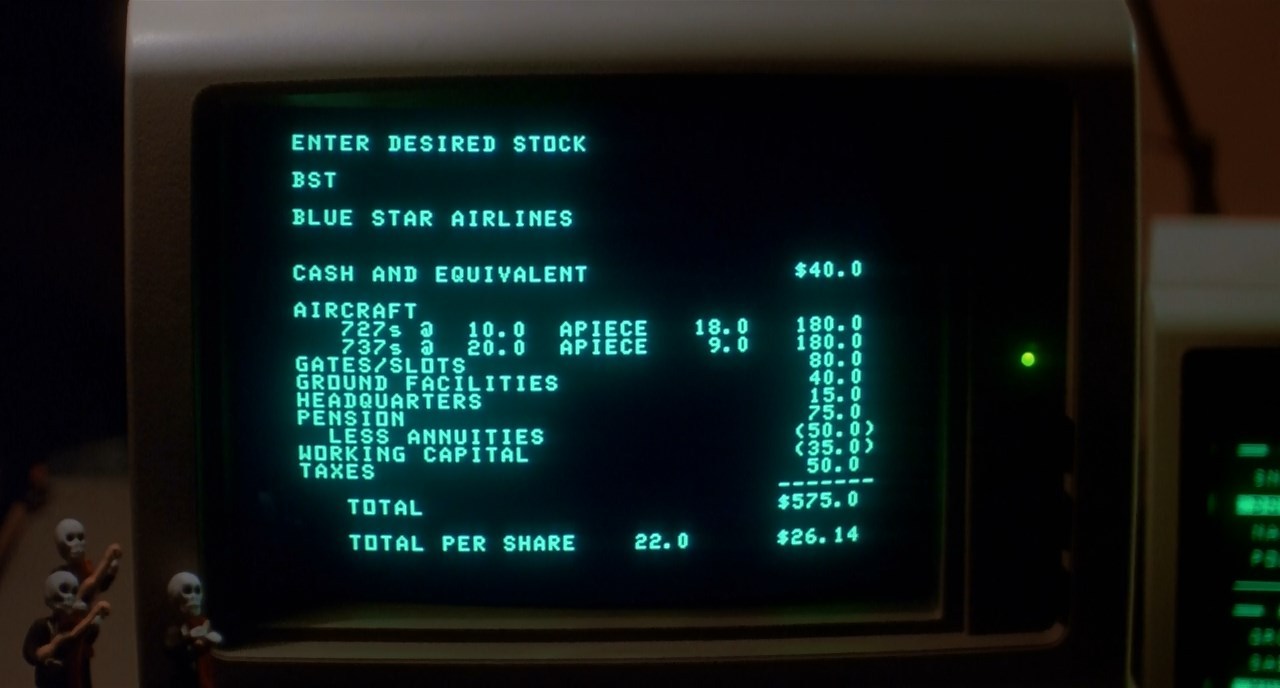 ENTER DESIRED STOCK
BST
BLUE STAR AIRLINES
CASH AND EQUIVALENT $40.0
AIRCRAFT
727s @ 10.0 APIECE 18.0 180.0
737s @ 20.0 APIECE 9.0 180.0
GATES/SLOTS 80.0
GROUND FACILITIES 40.0
HEADQUARTERS 15.0
PENSION 75.0
LESS ANNUITIES (50.0)
WORKING CAPITAL (35.0)
TAXES 50.0
-------
TOTAL $575.0
TOTAL PER SHARE 22.0 $26.14